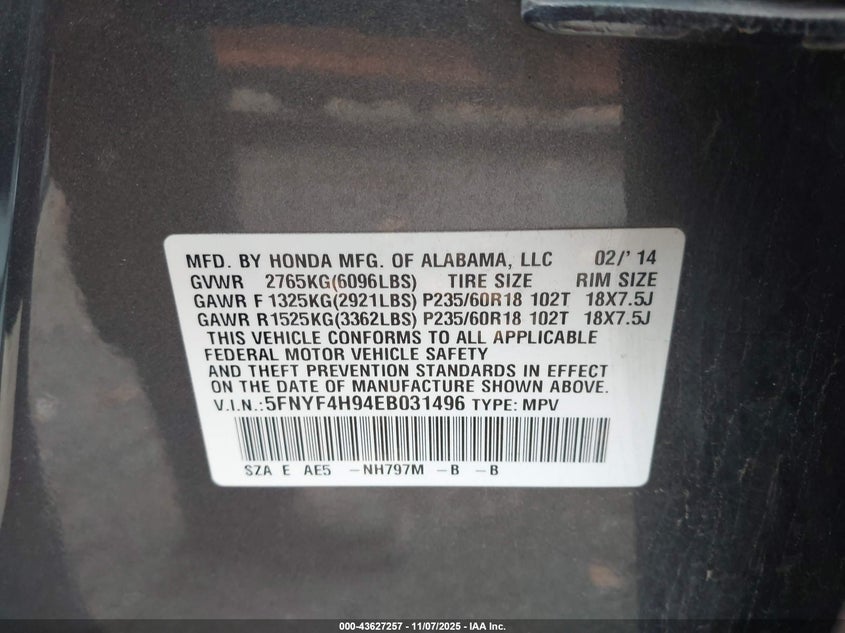 MFD. BY HONDA MFG. OF ALABAMA, LLC 02/' 14
GVWR 2765KG(6096LBS) TIRE SIZE RIM SIZE
GAWR F 1325KG(2921LBS) P235/60R18 102T 18X7.5J
GAWR R1525KG(3362LBS) P235/60R18 102T 18X7.5J
THIS VEHICLE CONFORMS TO ALL APPLICABLE
FEDERAL MOTOR VEHICLE SAFETY
AND THEFT PREVENTION STANDARDS IN EFFECT
ON THE DATE OF MANUFACTURE SHOWN ABOVE.
V.I.N.:5FNYF4H94EB031496 TYPE: MPV
SZA E AE5 -NH797M -B -B
000-43627257 - 11/07/2025 - IAA Inc.